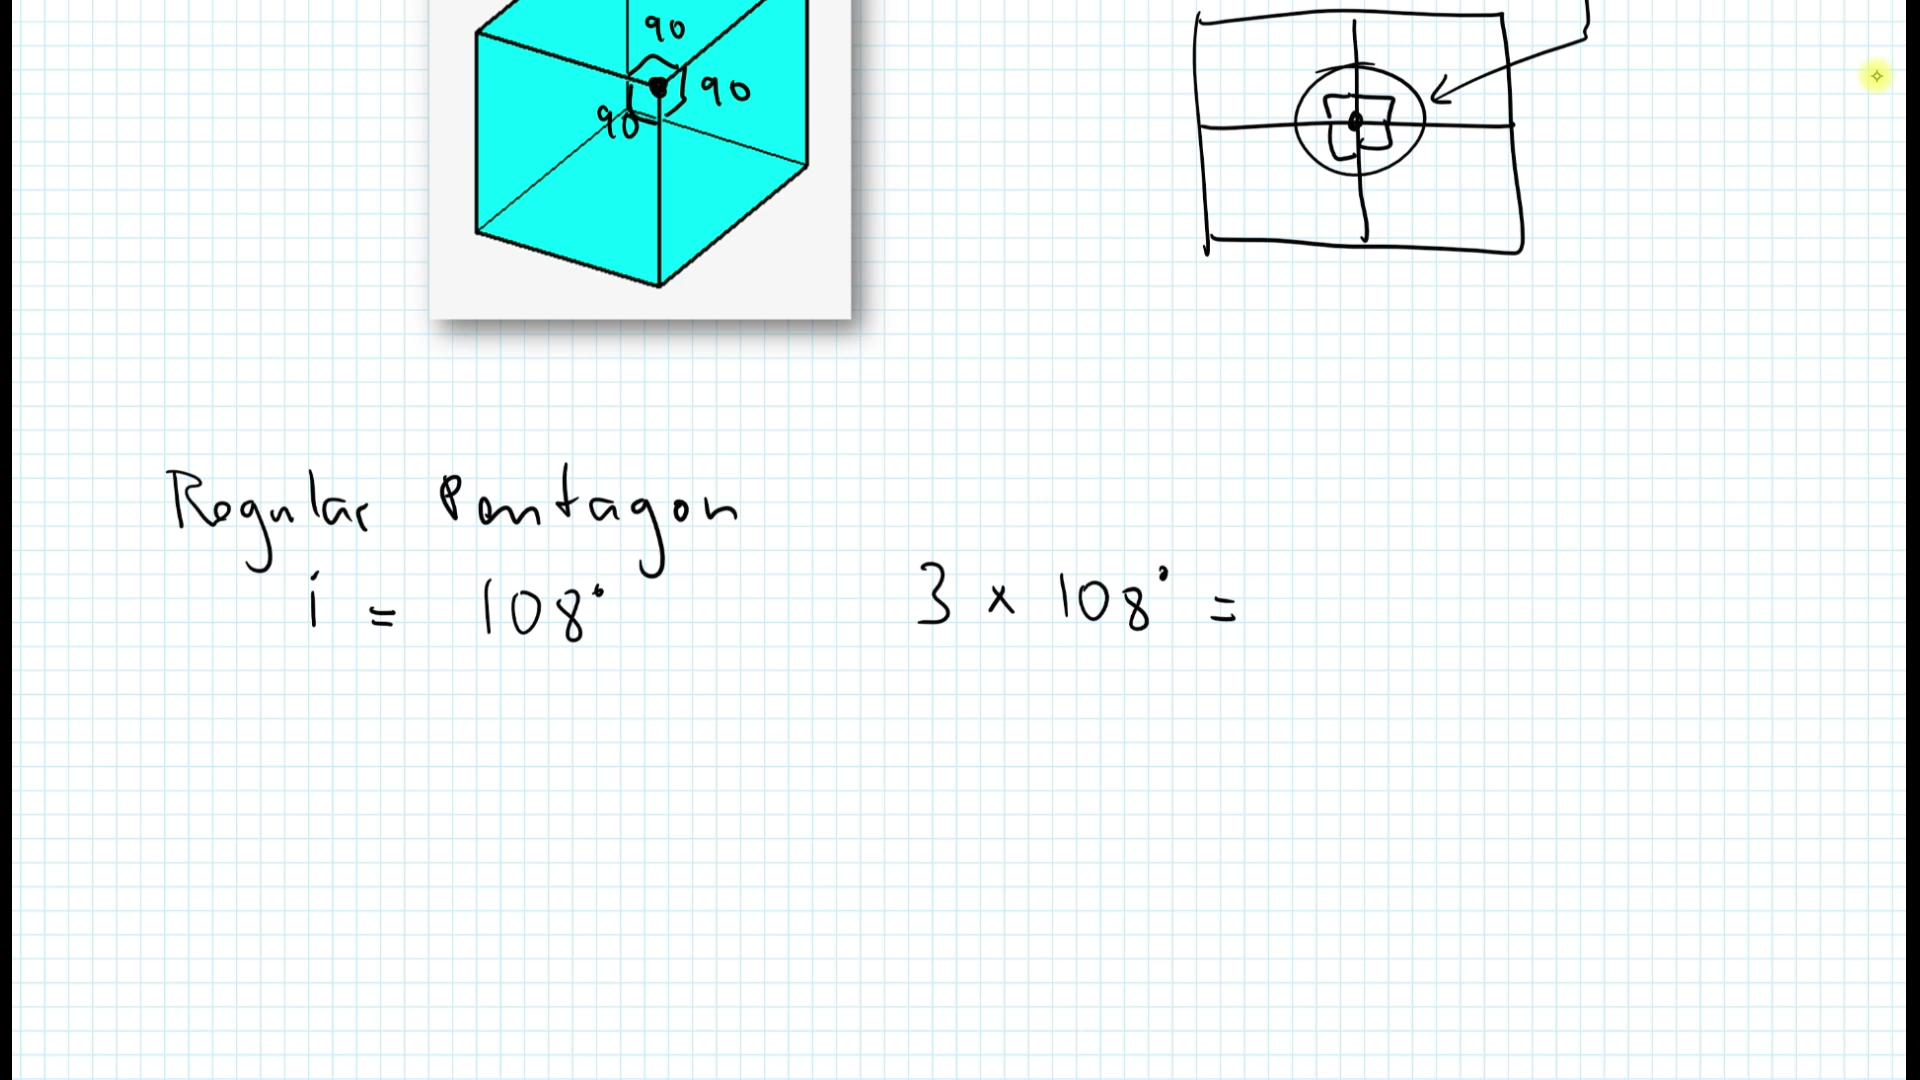 90
90
90
Regular Pentagon
i = 108°
3 × 108° =